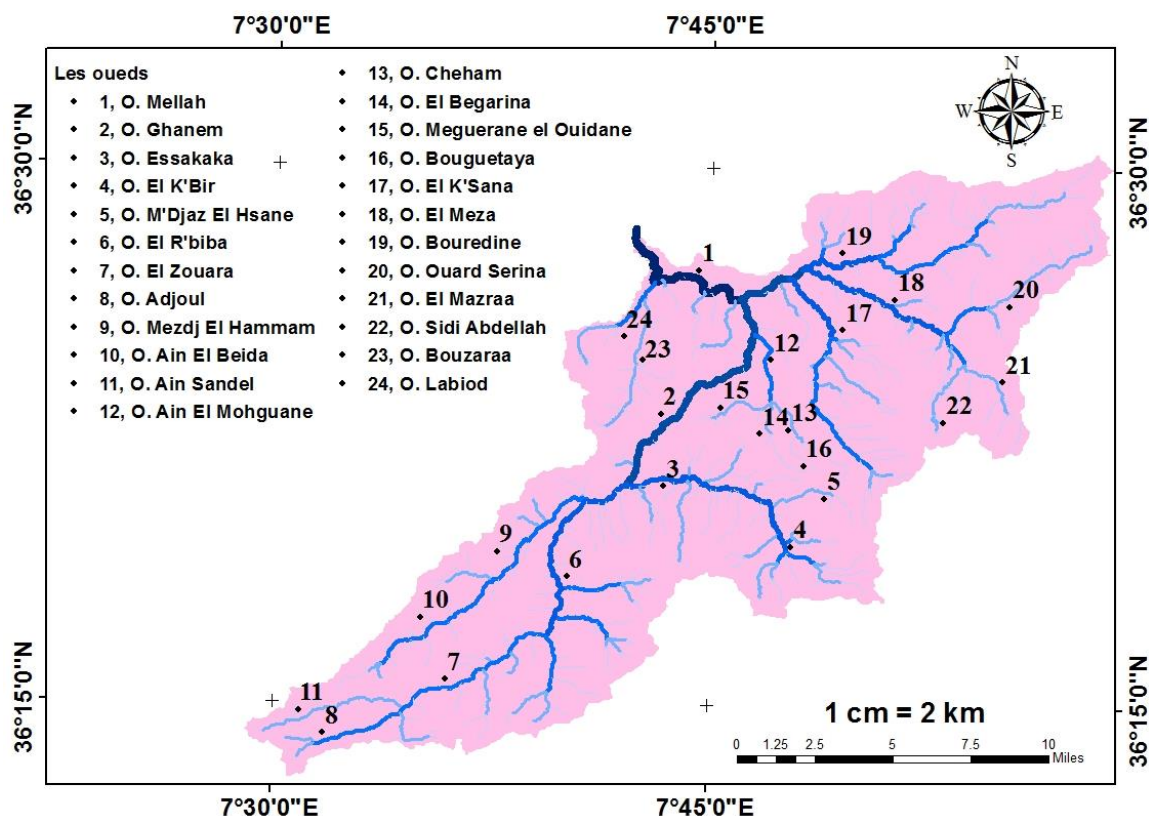 7°30'0"E
7°45'0"E
36°30'0"N
36°30'0"N
Les oueds
1, O. Mellah
2, O. Ghanem
3, O. Essakaka
4, O. El K'Bir
5, O. M'Djaz El Hsane
6, O. El R'biba
7, O. El Zouara
8, O. Adjoul
9, O. Mezdj El Hammam
10, O. Ain El Beida
11, O. Ain Sandel
12, O. Ain El Mohguane
13, O. Cheham
14, O. El Begarina
15, O. Meguerane el Ouidane
16, O. Bouguetaya
17, O. El K'Sana
18, O. El Meza
19, O. Bouredine
20, O. Ouard Serina
21, O. El Mazraa
22, O. Sidi Abdellah
23, O. Bouzaraa
24, O. Labiod
N
W
E
S
19
1
18
20
17
24
12
23
21
15
2
13
22
14
16
3
5
4
9
6
10
7
11
8
36°15'0"N
36°15'0"N
1 cm = 2 km
0 1.25 2.5 5 7.5 10
Miles
7°30'0"E
7°45'0"E